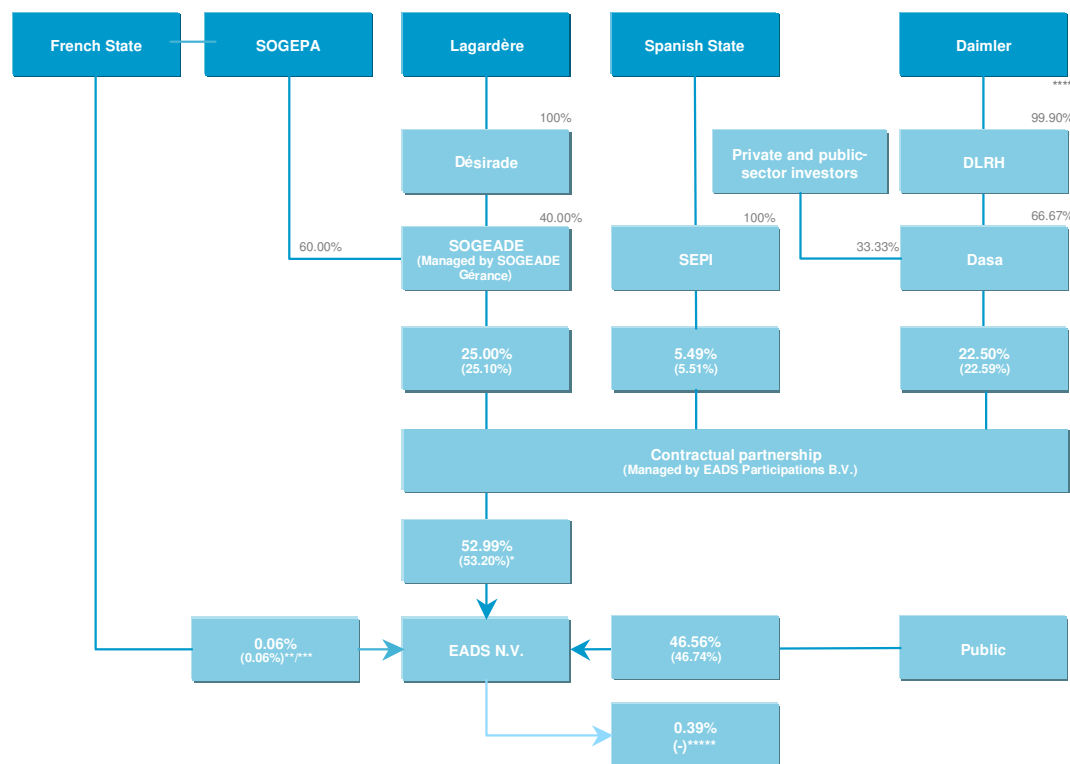 French State
SOGEPA
Lagardère
Spanish State
Daimler
****
100%
99.90%
Désirade
Private and public-
sector investors
DLRH
40.00%
100%
66.67%
60.00%
SOGEADE
(Managed by SOGEADE
Gérance)
SEPI
33.33%
Dasa
25.00%
(25.10%)
5.49%
(5.51%)
22.50%
(22.59%)
Contractual partnership
(Managed by EADS Participations B.V.)
52.99%
(53.20%)*
0.06%
(0.06%)**/***
EADS N.V.
46.56%
(46.74%)
Public
0.39%
(-)*****